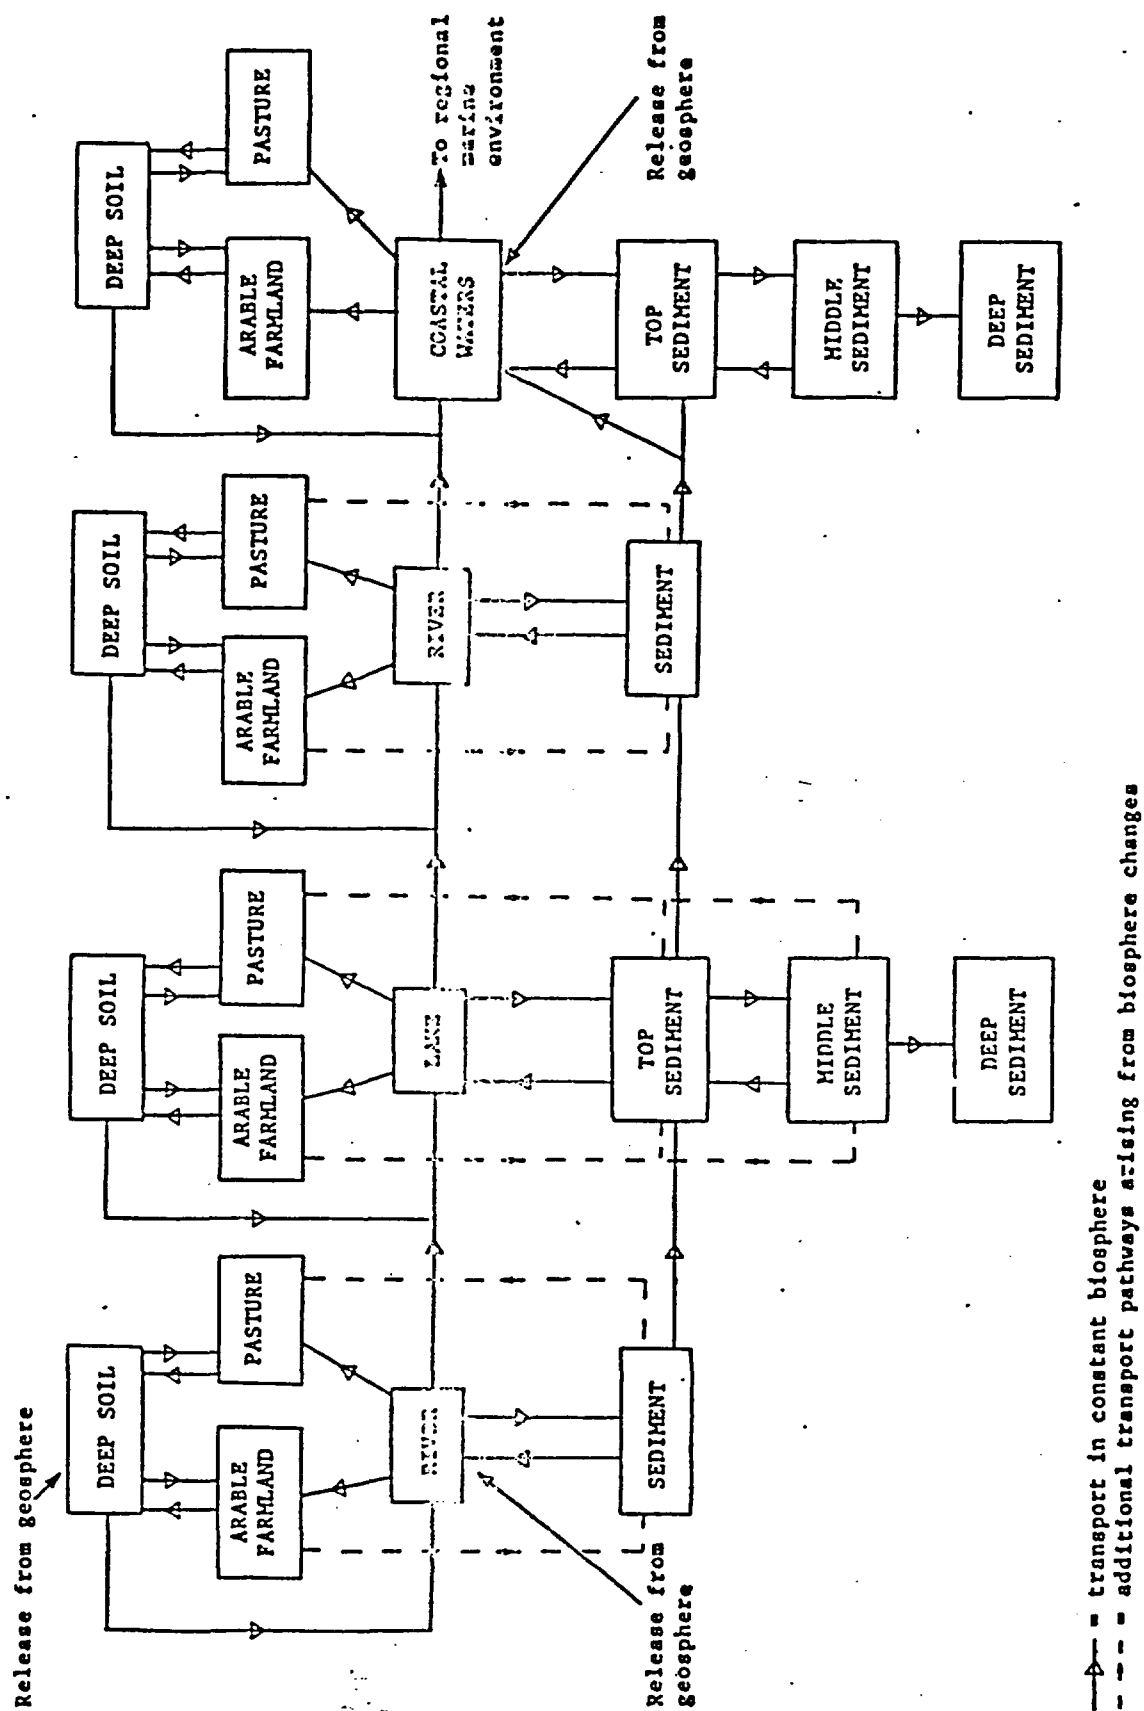 Release from geosphere
DEEP SOIL
ARABLE
FARMLAND
PASTURE
RIVER
SEDIMENT
Release from
geosphere
DEEP SOIL
ARABLE
FARMLAND
PASTURE
LAKE
TOP
SEDIMENT
MIDDLE
SEDIMENT
DEEP
SEDIMENT
DEEP SOIL
ARABLE
FARMLAND
PASTURE
RIVER
SEDIMENT
DEEP SOIL
ARABLE
FARMLAND
PASTURE
COASTAL
WATERS
To regional
marine
environment
Release from
geosphere
TOP
SEDIMENT
MIDDLE
SEDIMENT
DEEP
SEDIMENT
= transport in constant biosphere
= additional transport pathways arising from biosphere changes